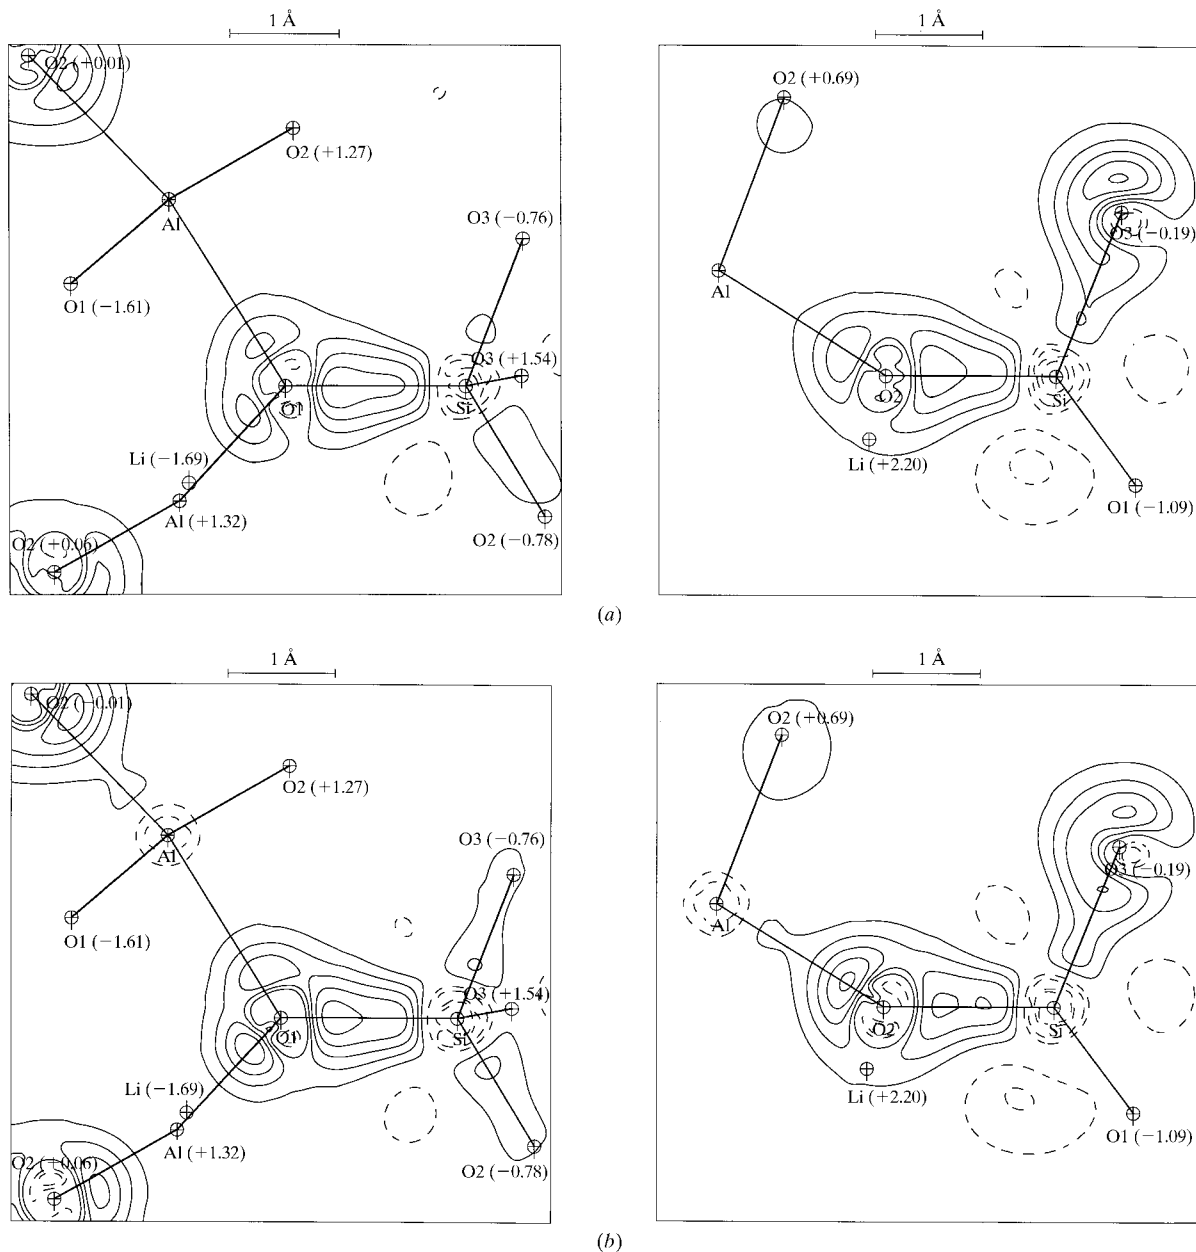 1 Å
1 Å
O2 (+0.01)
O2 (+1.27)
Al
O3 (−0.76)
O1 (−1.61)
O3 (+1.54)
O1
Si
Li (−1.69)
Al (+1.32)
O2 (+0.06)
O2 (−0.78)
O2 (+0.69)
O3 (−0.19)
Al
O2
Si
Li (+2.20)
O1 (−1.09)
(a)
1 Å
1 Å
O2 (−0.01)
O2 (+1.27)
Al
O3 (−0.76)
O1 (−1.61)
O3 (+1.54)
O1
Si
Li (−1.69)
Al (+1.32)
O2 (+0.06)
O2 (−0.78)
O2 (+0.69)
O3 (−0.19)
Al
O2
Si
Li (+2.20)
O1 (−1.09)
(b)